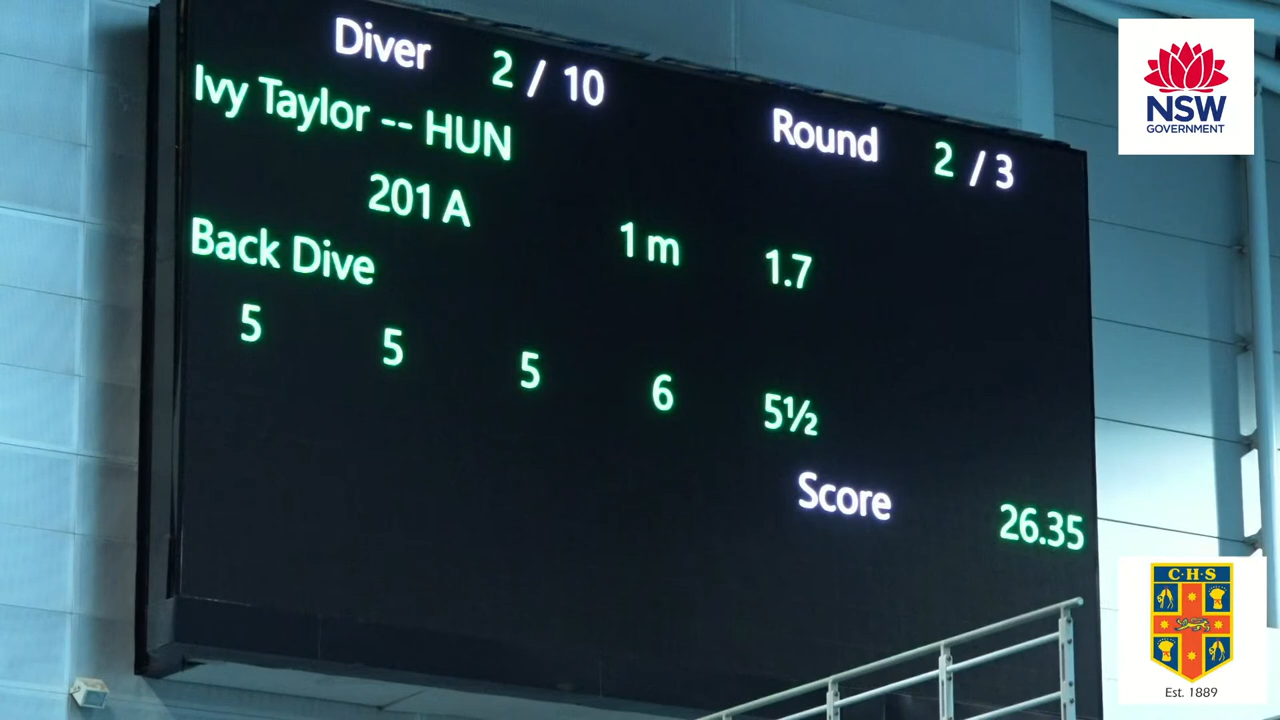 Diver 2 / 10
Ivy Taylor -- HUN
Round 2 / 3
201 A
1 m
1.7
Back Dive
5 5 5 6 5½
Score 26.35
NSW
GOVERNMENT
C·H·S
Est. 1889